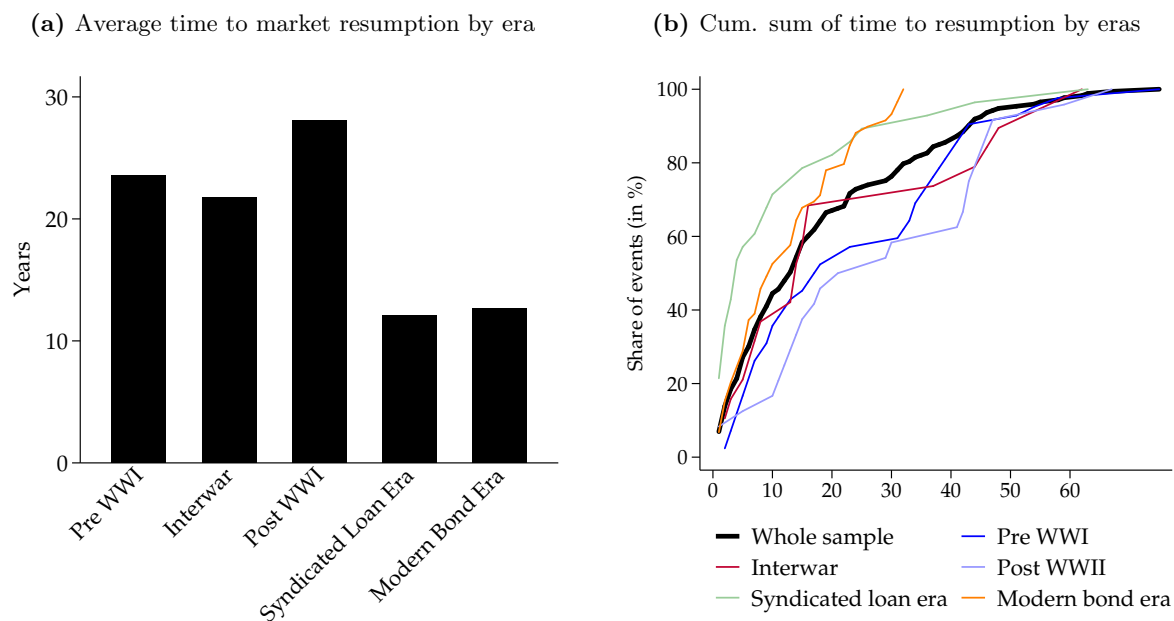 (a) Average time to market resumption by era
Years
30
20
10
0
Pre WWI
Interwar
Post WWI
Syndicated Loan Era
Modern Bond Era
(b) Cum. sum of time to resumption by eras
Share of events (in %)
100
80
60
40
20
0
0 10 20 30 40 50 60
Whole sample
Pre WWI
Interwar
Post WWII
Syndicated loan era
Modern bond era